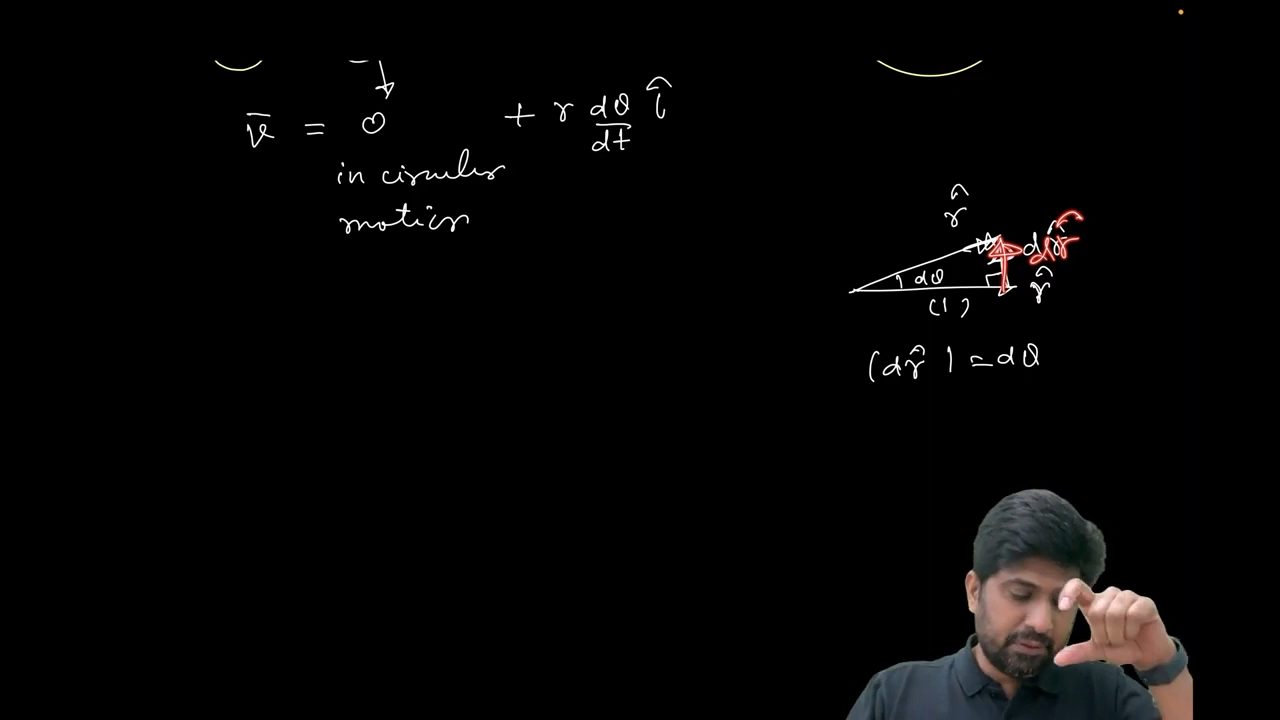 v̄ = 0 + r dθ/dt î
in circular
motion
r̂
dr̂
dθ
r̂
(1)
(dr̂) = dθ